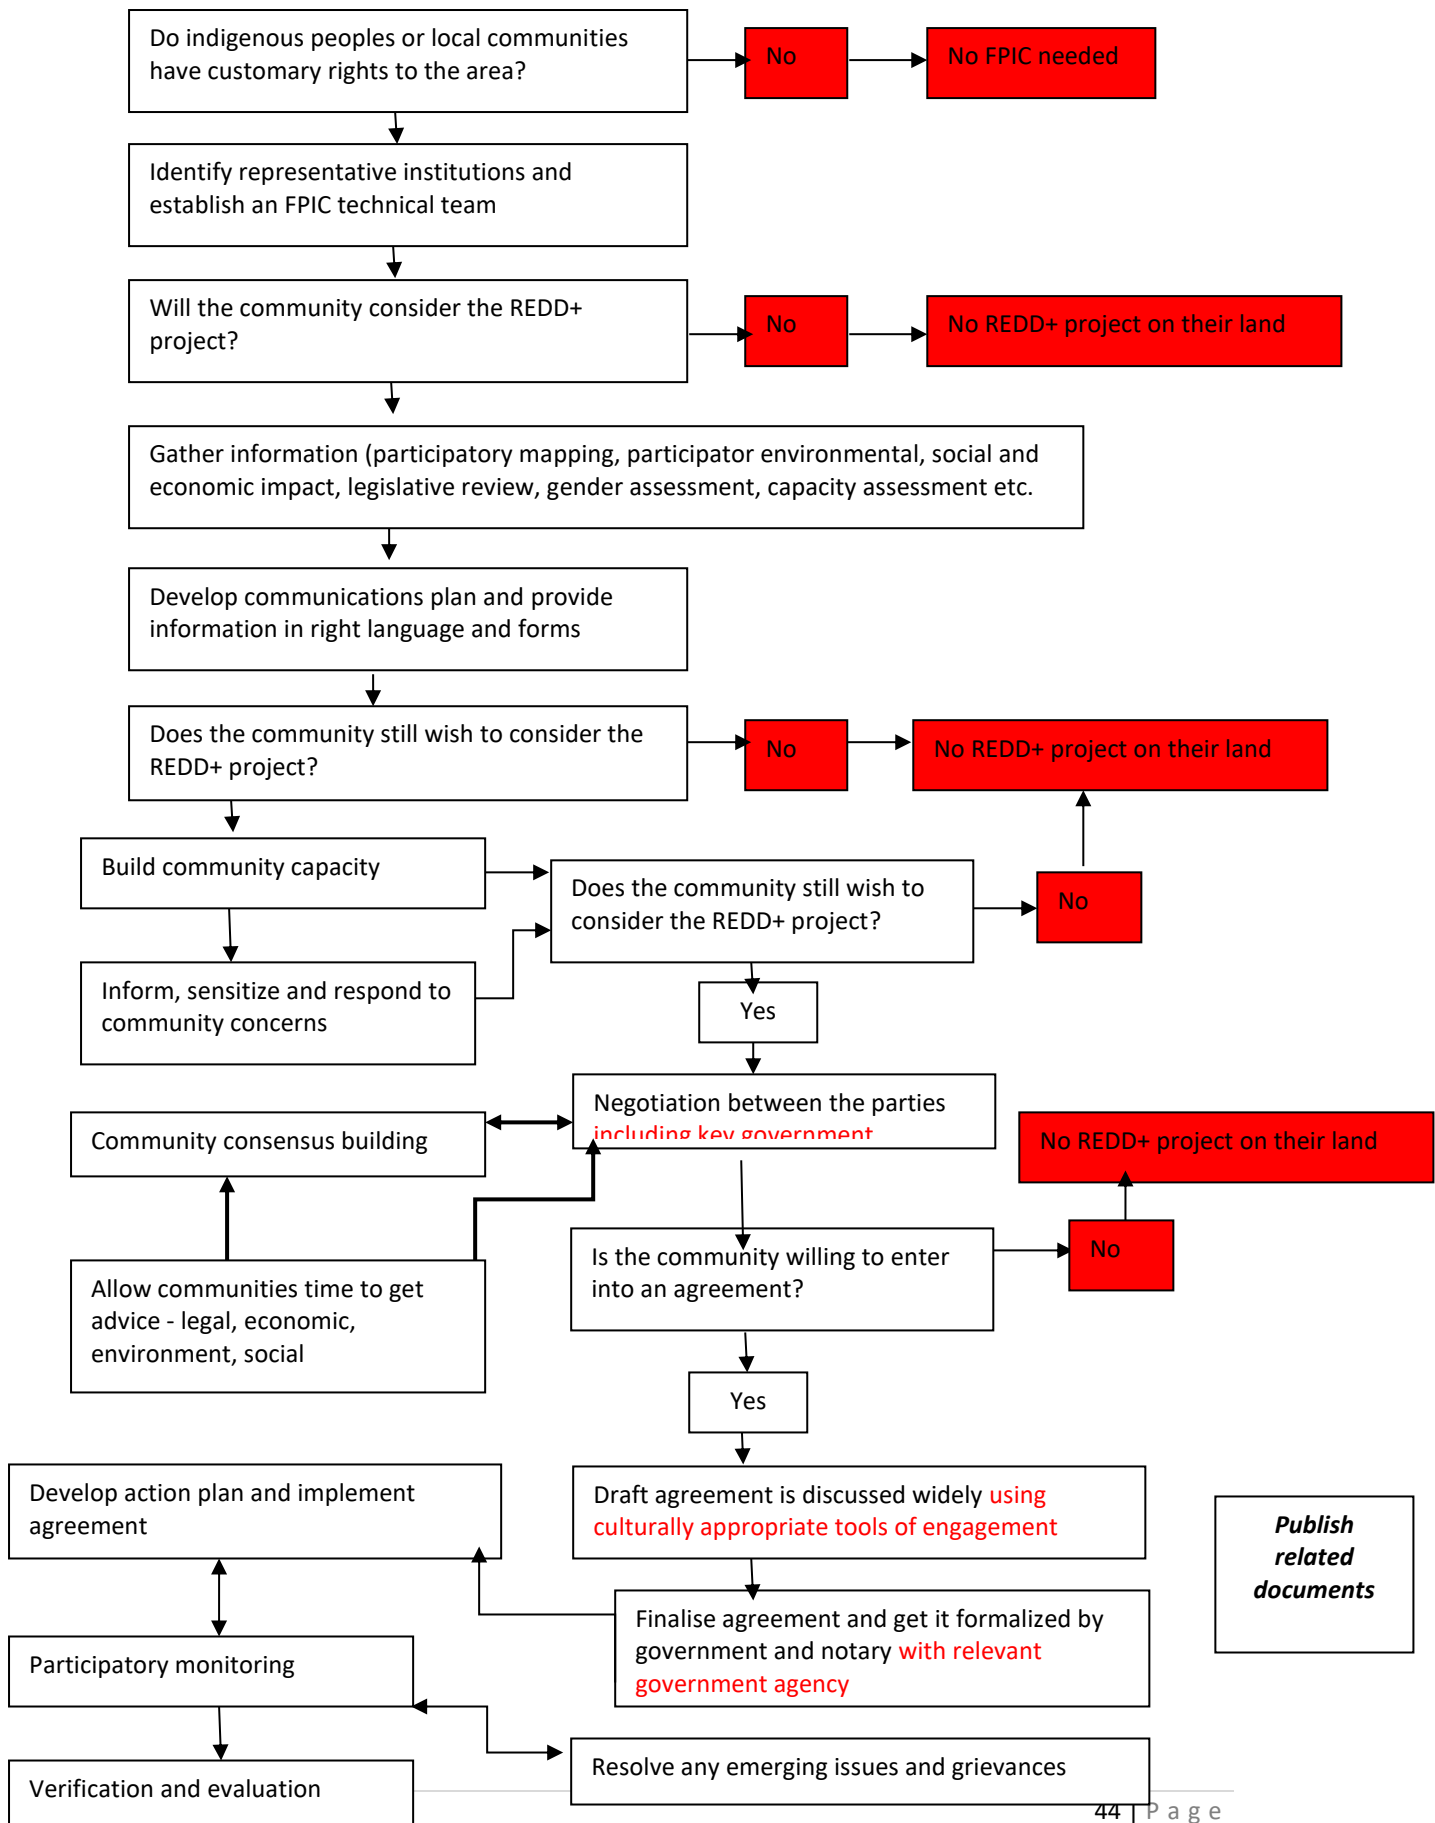 Do indigenous peoples or local communities
have customary rights to the area?
No
No FPIC needed
Identify representative institutions and
establish an FPIC technical team
Will the community consider the REDD+
project?
No
No REDD+ project on their land
Gather information (participatory mapping, participator environmental, social and
economic impact, legislative review, gender assessment, capacity assessment etc.
Develop communications plan and provide
information in right language and forms
Does the community still wish to consider the
REDD+ project?
No
No REDD+ project on their land
Build community capacity
Does the community still wish to
consider the REDD+ project?
No
Inform, sensitize and respond to
community concerns
Yes
Negotiation between the parties
including key government
Community consensus building
No REDD+ project on their land
Is the community willing to enter
into an agreement?
No
Allow communities time to get
advice - legal, economic,
environment, social
Yes
Develop action plan and implement
agreement
Draft agreement is discussed widely using
culturally appropriate tools of engagement
Publish
related
documents
Finalise agreement and get it formalized by
government and notary with relevant
government agency
Participatory monitoring
Resolve any emerging issues and grievances
Verification and evaluation
44 | P a g e